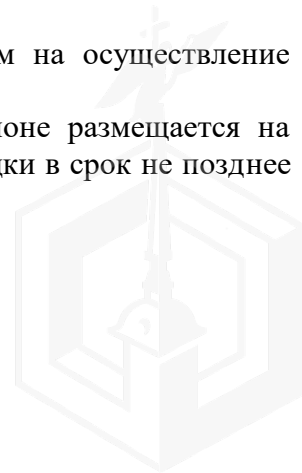 м на осуществление
оне размещается на
дки в срок не позднее